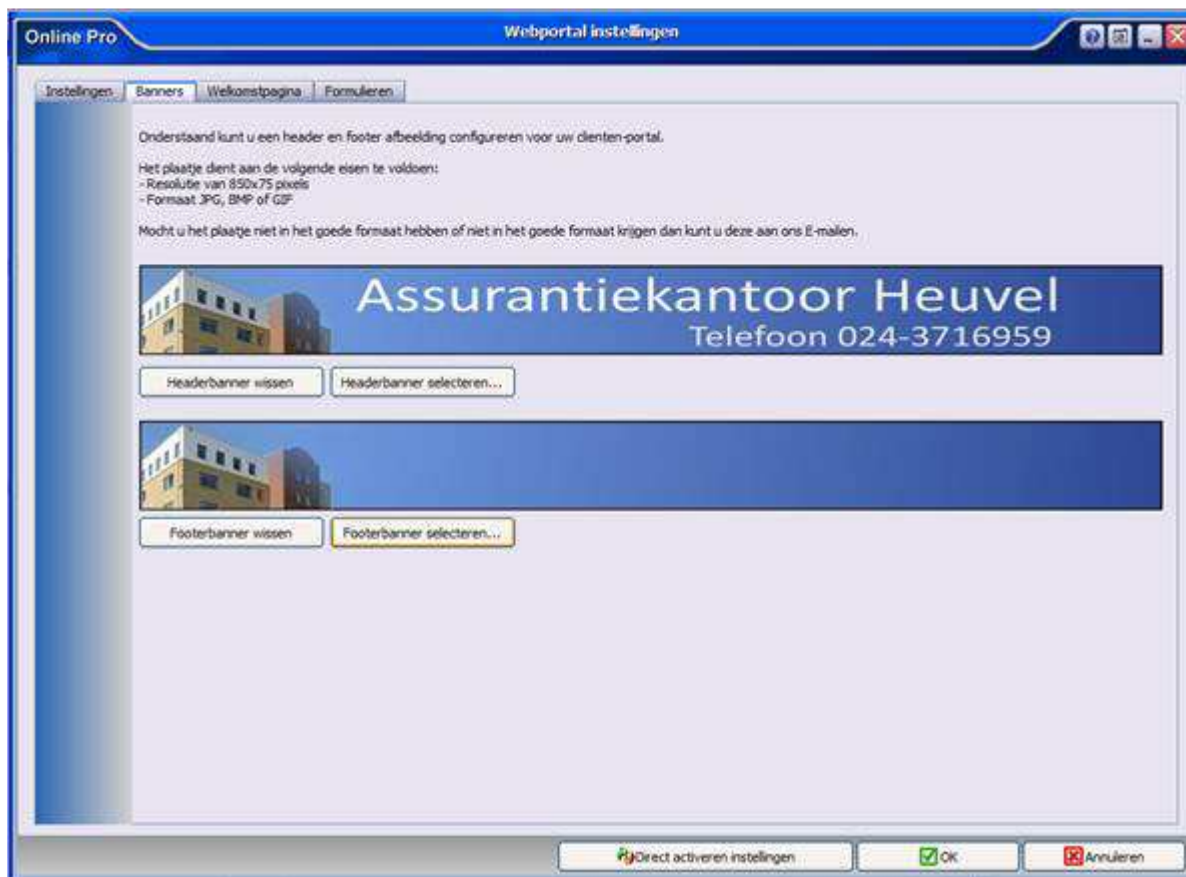 Online Pro
Webportal instellingen
Instellingen Banners Welkomstpagina Formulieren
Onderstaand kunt u een header en footer afbeelding configureren voor uw clienten-portal.
Het plaatje dient aan de volgende eisen te voldoen:
- Resolutie van 850x75 pixels
- Formaat JPG, BMP of GIF
Mocht u het plaatje niet in het goede formaat hebben of niet in het goede formaat krijgen dan kunt u deze aan ons E-mailen.
Assurantiekantoor Heuvel
Telefoon 024-3716959
Headerbanner wissen Headerbanner selecteren...
Footerbanner wissen Footerbanner selecteren...
Direct activeren instellingen OK Annuleren